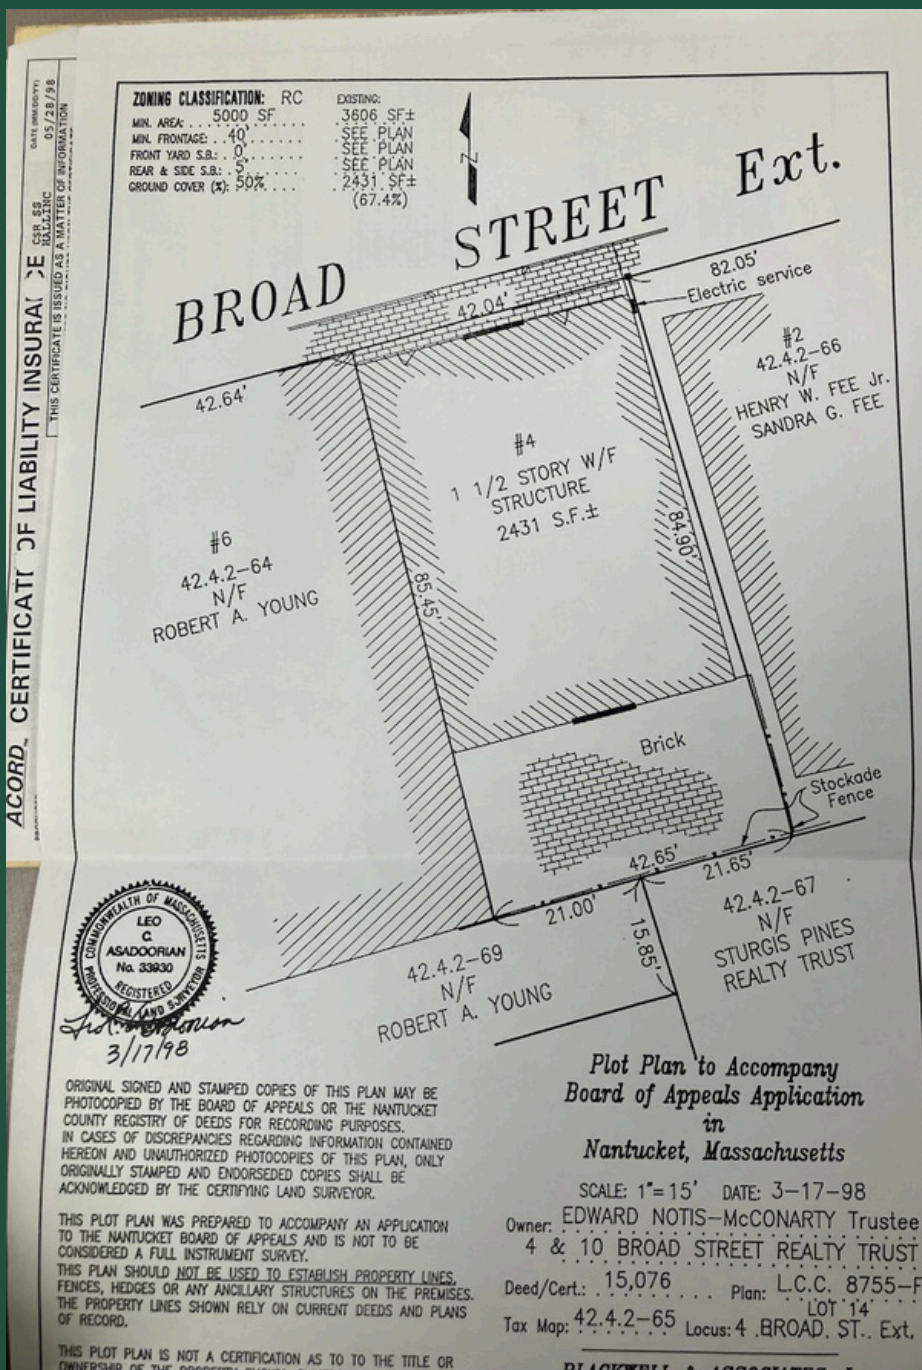 ACORD CERTIFICATE OF LIABILITY INSURANCE
CSR SS
HALLINC
DATE (MM/DD/YY)
05/28/98
THIS CERTIFICATE IS ISSUED AS A MATTER OF INFORMATION
ZONING CLASSIFICATION: RC
EXISTING:
MIN. AREA: 5000 SF 3606 SF±
MIN. FRONTAGE: 40' SEE PLAN
FRONT YARD S.B.: 0' SEE PLAN
REAR & SIDE S.B.: 5' SEE PLAN
GROUND COVER (%): 50% 2431 SF±
(67.4%)
N
BROAD STREET Ext.
82.05'
Electric service
42.04'
42.64'
#2
42.4.2-66
N/F
HENRY W. FEE Jr.
SANDRA G. FEE
#4
1 1/2 STORY W/F
STRUCTURE
2431 S.F.±
84.90'
85.45'
#6
42.4.2-64
N/F
ROBERT A. YOUNG
Brick
Stockade
Fence
42.65'
21.65'
21.00'
15.85'
42.4.2-67
N/F
STURGIS PINES
REALTY TRUST
42.4.2-69
N/F
ROBERT A. YOUNG
COMMONWEALTH OF MASSACHUSETTS
LEO
C.
ASADOORIAN
No. 33930
REGISTERED
PROFESSIONAL LAND SURVEYOR
3/17/98
ORIGINAL SIGNED AND STAMPED COPIES OF THIS PLAN MAY BE
PHOTOCOPIED BY THE BOARD OF APPEALS OR THE NANTUCKET
COUNTY REGISTRY OF DEEDS FOR RECORDING PURPOSES.
IN CASES OF DISCREPANCIES REGARDING INFORMATION CONTAINED
HEREON AND UNAUTHORIZED PHOTOCOPIES OF THIS PLAN, ONLY
ORIGINALLY STAMPED AND ENDORSEDED COPIES SHALL BE
ACKNOWLEDGED BY THE CERTIFYING LAND SURVEYOR.
THIS PLOT PLAN WAS PREPARED TO ACCOMPANY AN APPLICATION
TO THE NANTUCKET BOARD OF APPEALS AND IS NOT TO BE
CONSIDERED A FULL INSTRUMENT SURVEY.
THIS PLAN SHOULD NOT BE USED TO ESTABLISH PROPERTY LINES,
FENCES, HEDGES OR ANY ANCILLARY STRUCTURES ON THE PREMISES.
THE PROPERTY LINES SHOWN RELY ON CURRENT DEEDS AND PLANS
OF RECORD.
THIS PLOT PLAN IS NOT A CERTIFICATION AS TO TO THE TITLE OR
Plot Plan to Accompany
Board of Appeals Application
in
Nantucket, Massachusetts
SCALE: 1"=15' DATE: 3-17-98
Owner: EDWARD NOTIS-McCONARTY Trustee
4 & 10 BROAD STREET REALTY TRUST
Deed/Cert.: 15,076 Plan: L.C.C. 8755-F
LOT 14
Tax Map: 42.4.2-65 Locus: 4 BROAD ST. Ext.